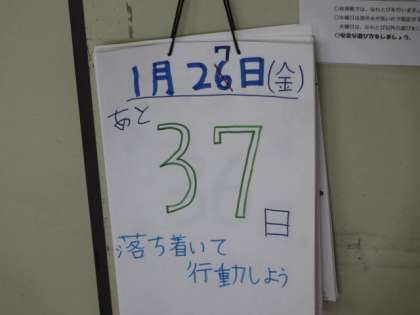 1月27日(金)
あと
37
日
落ち着いて
行動しよう